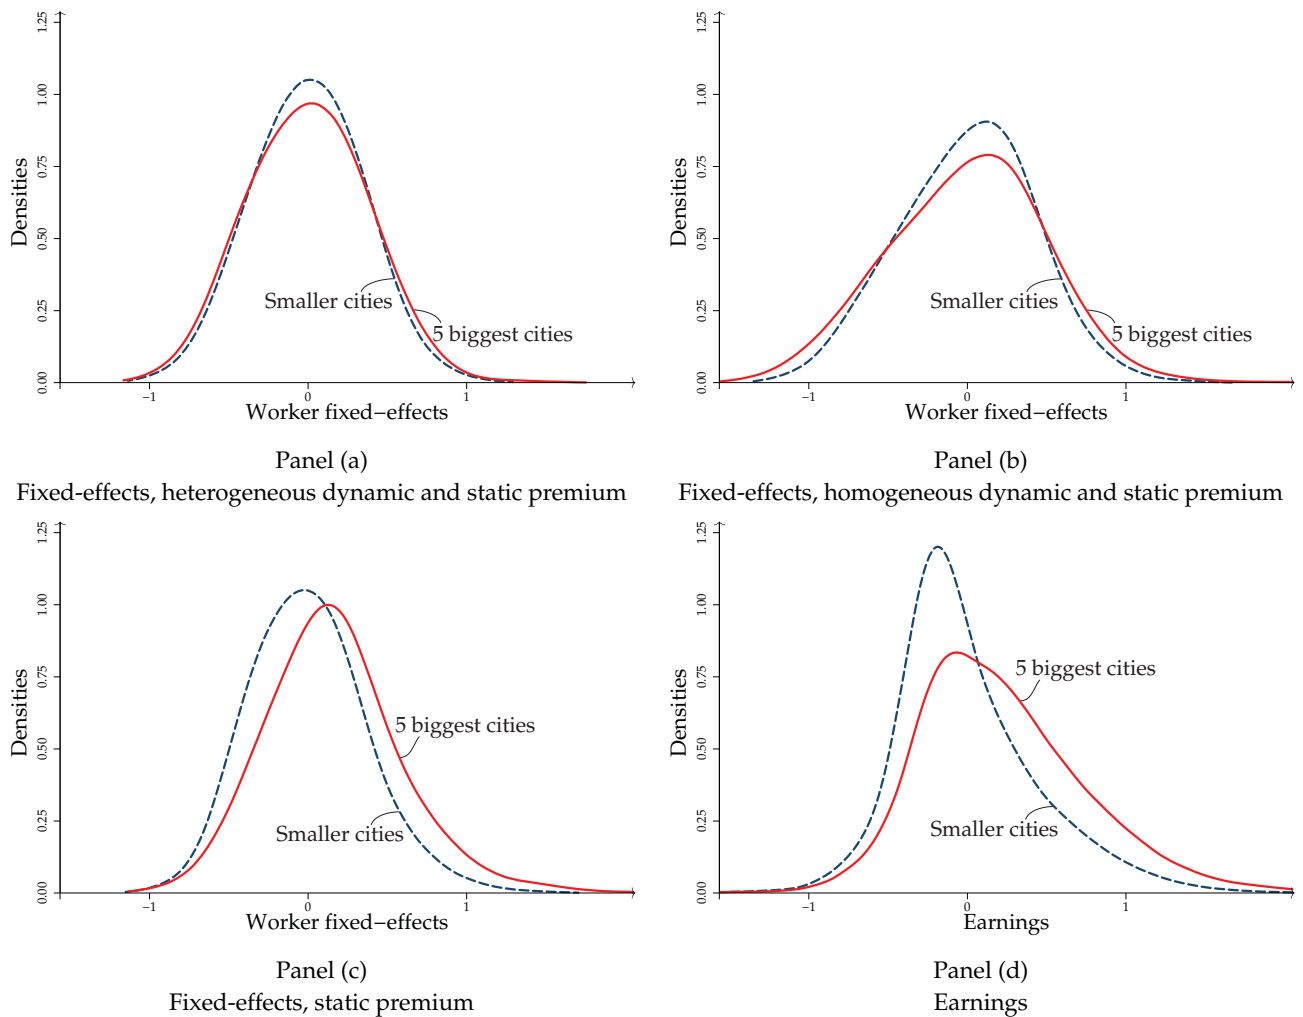 1.25
1.00
0.75
0.50
0.25
0.00
Densities
Smaller cities
5 biggest cities
−1
0
1
Worker fixed−effects
Panel (a)
Fixed-effects, heterogeneous dynamic and static premium
1.25
1.00
0.75
0.50
0.25
0.00
Densities
Smaller cities
5 biggest cities
−1
0
1
Worker fixed−effects
Panel (b)
Fixed-effects, homogeneous dynamic and static premium
1.25
1.00
0.75
0.50
0.25
0.00
Densities
5 biggest cities
Smaller cities
−1
0
1
Worker fixed−effects
Panel (c)
Fixed-effects, static premium
1.25
1.00
0.75
0.50
0.25
0.00
Densities
5 biggest cities
Smaller cities
−1
0
1
Earnings
Panel (d)
Earnings